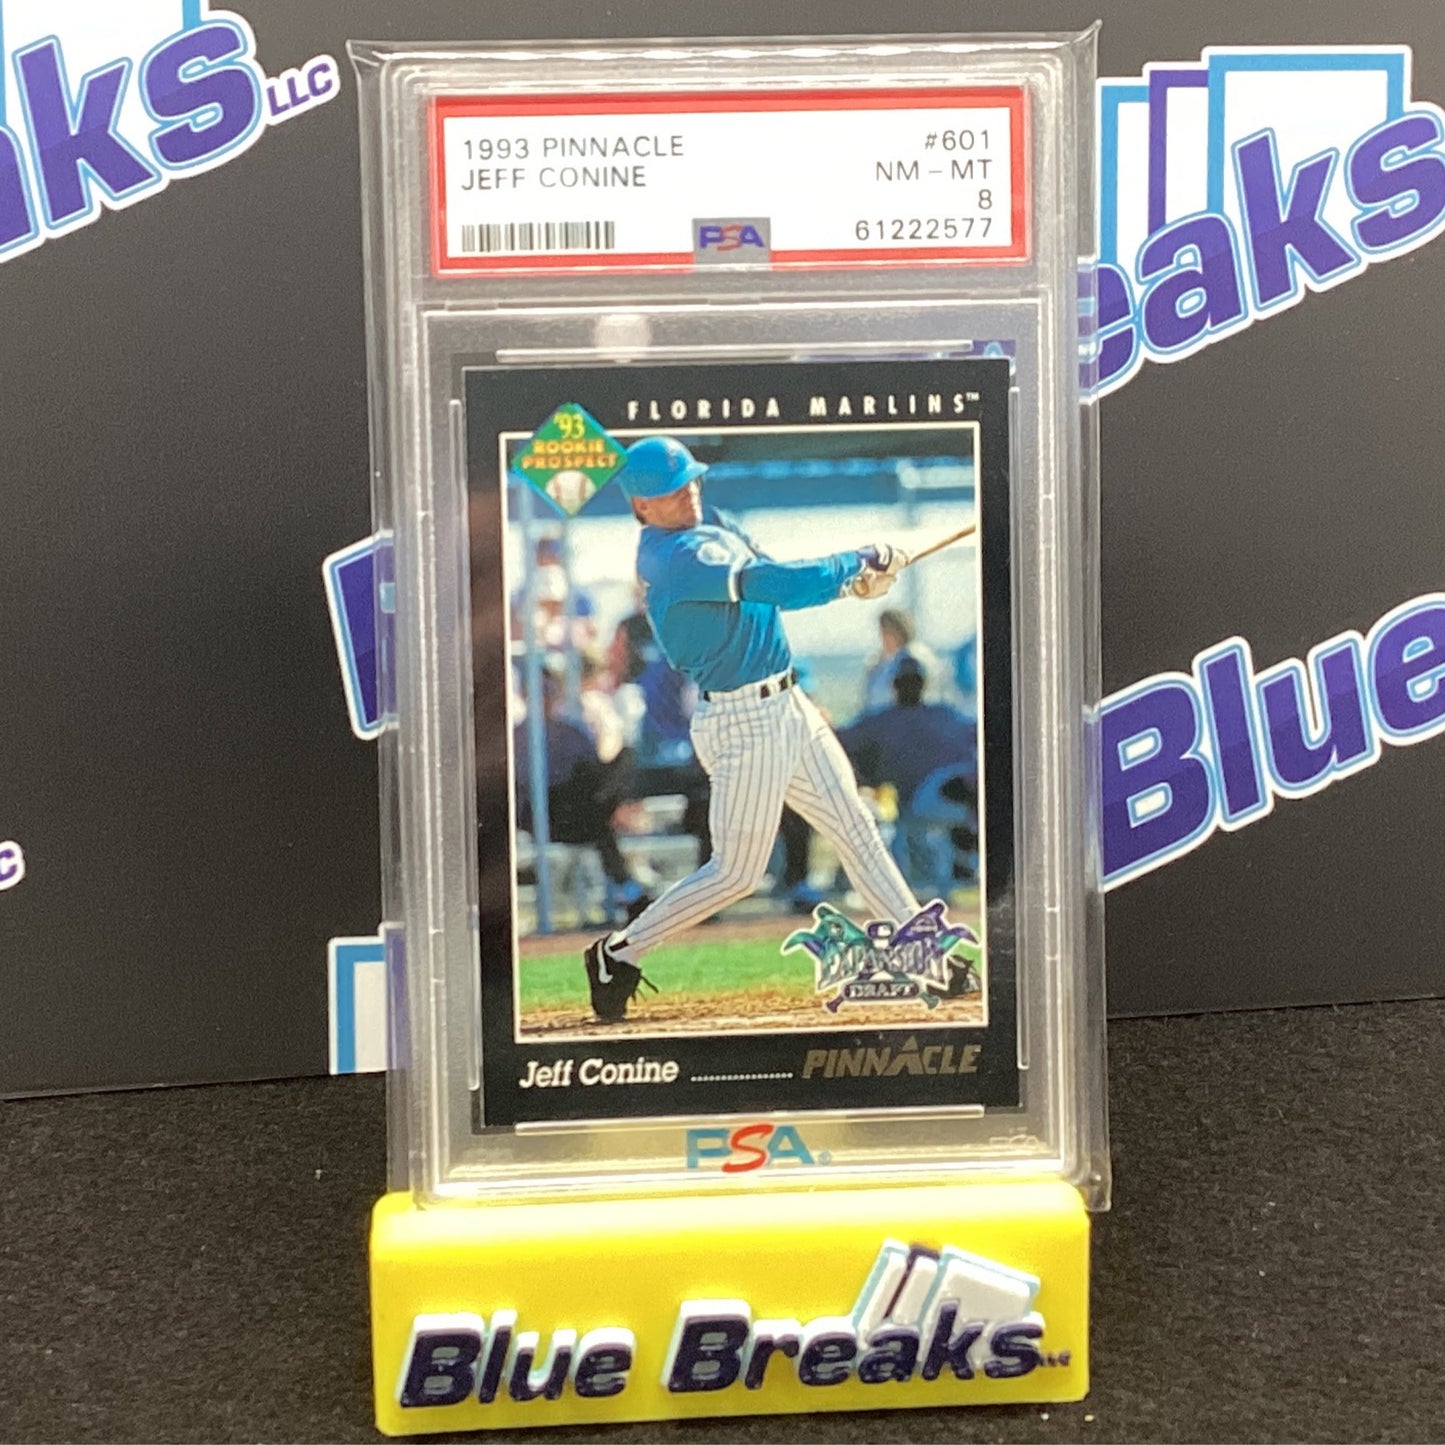 aks LLC
1993 PINNACLE #601
JEFF CONINE NM - MT
8
PSA 61222577
eaks
FLORIDA MARLINS™
'93
ROOKIE
PROSPECT
Blue
EXPANSION
DRAFT
Jeff Conine ................. PINNACLE
PSA®
Blue Breaks LLC